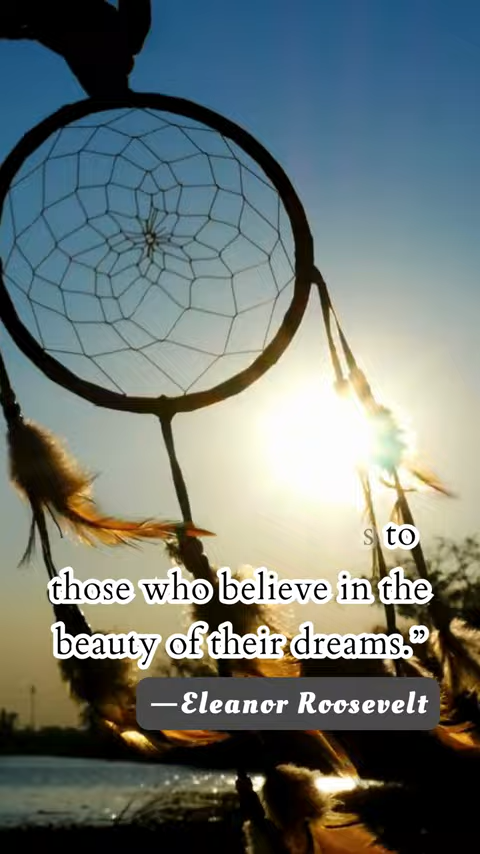 s to
those who believe in the
beauty of their dreams.”
—Eleanor Roosevelt